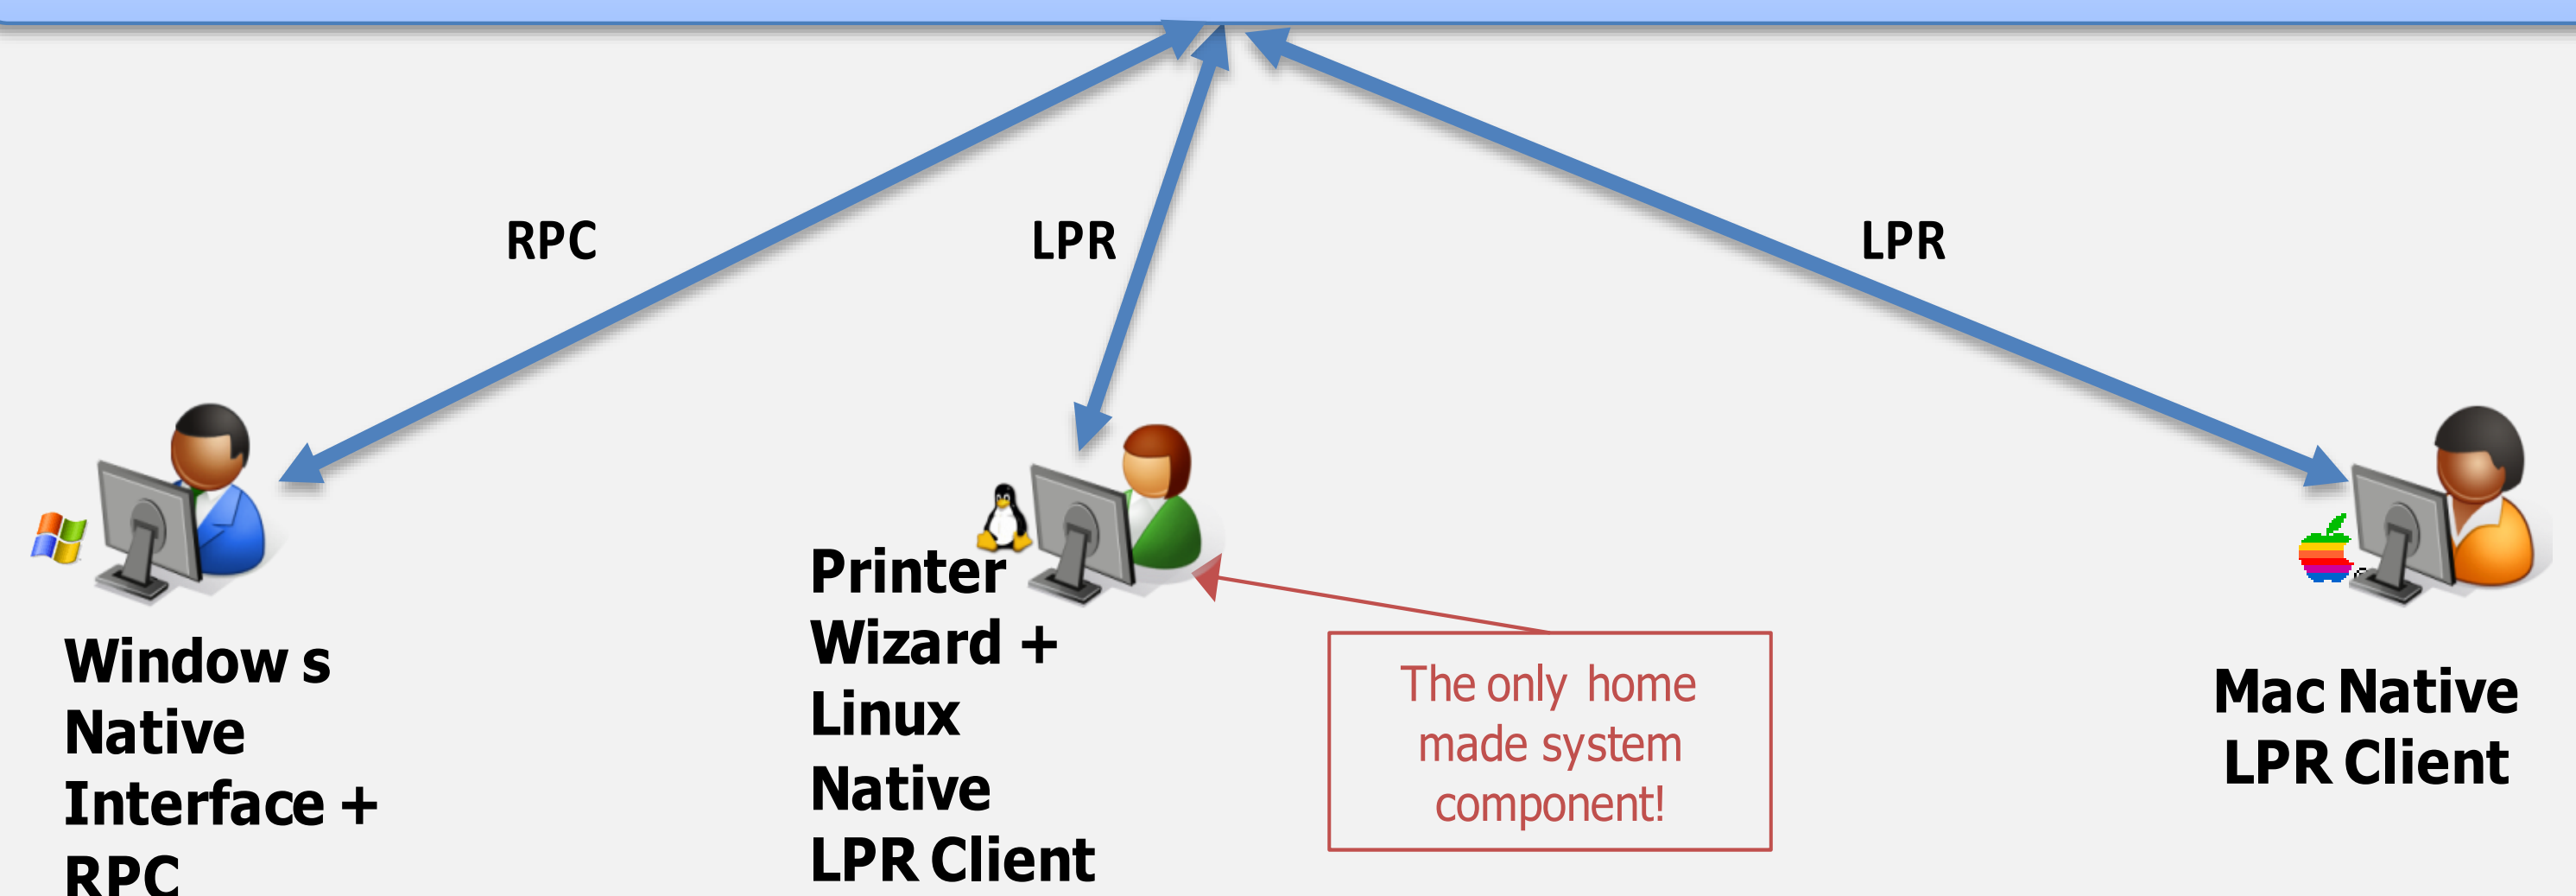 RPC
LPR
LPR
Window s
Native
Interface +
RPC
Printer
Wizard +
Linux
Native
LPR Client
The only home
made system
component!
Mac Native
LPR Client